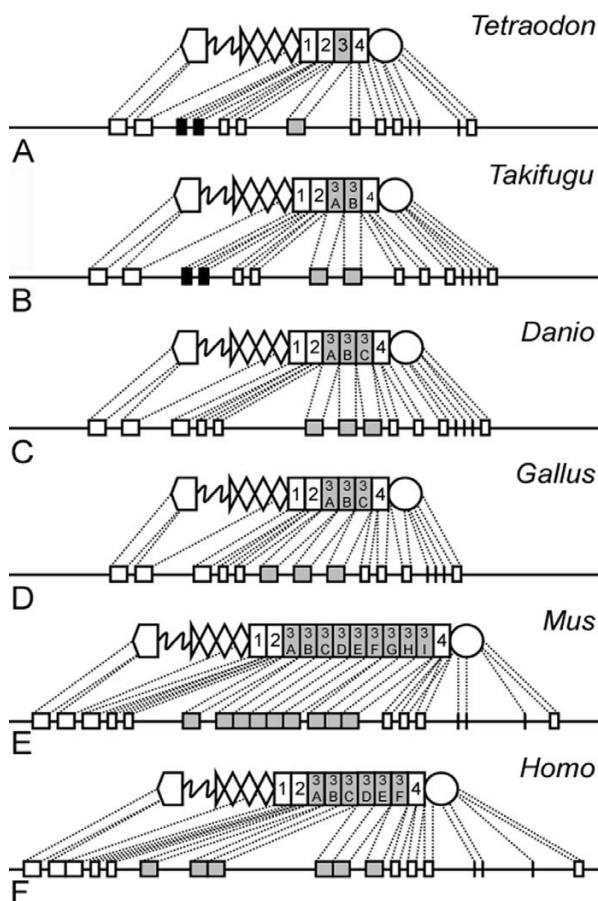 Tetraodon
1 2 3 4
A
Takifugu
1 2 3 A 3 B 4
B
Danio
1 2 3 A 3 B 3 C 4
C
Gallus
1 2 3 A 3 B 3 C 4
D
Mus
1 2 3 A 3 B 3 C 3 D 3 E 3 F 3 G 3 H 3 I 4
E
Homo
1 2 3 A 3 B 3 C 3 D 3 E 3 F 4
F